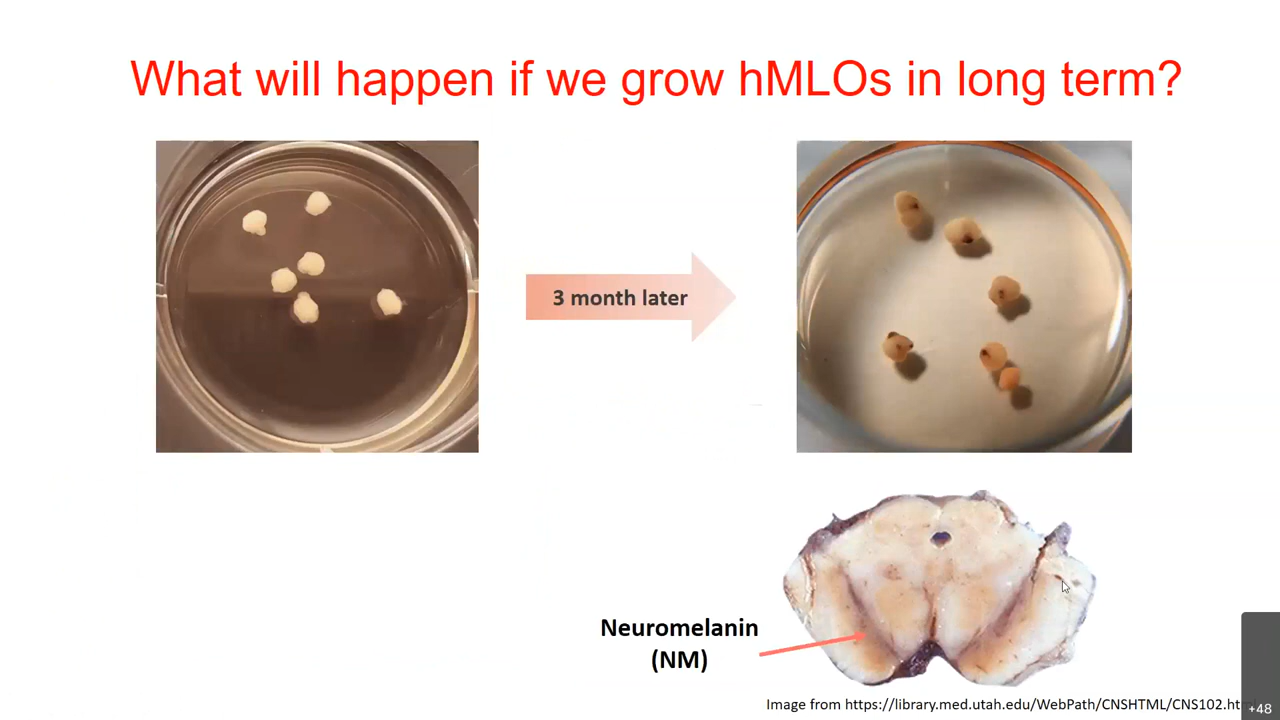 What will happen if we grow hMLOs in long term?
3 month later
Neuromelanin
(NM)
Image from https://library.med.utah.edu/WebPath/CNSHTML/CNS102.html
+48